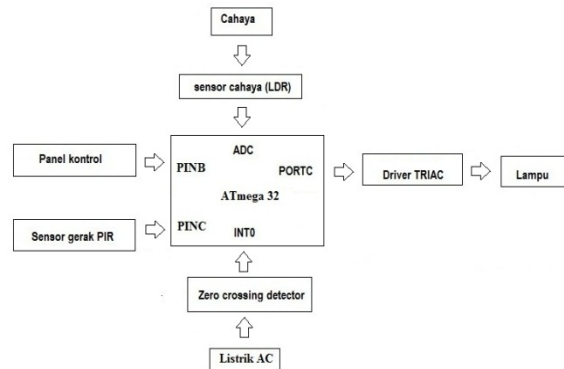 Cahaya
sensor cahaya (LDR)
Panel kontrol
ADC
PINB
PORTC
Driver TRIAC
Lampu
ATmega 32
Sensor gerak PIR
PINC
INT0
Zero crossing detector
Listrik AC